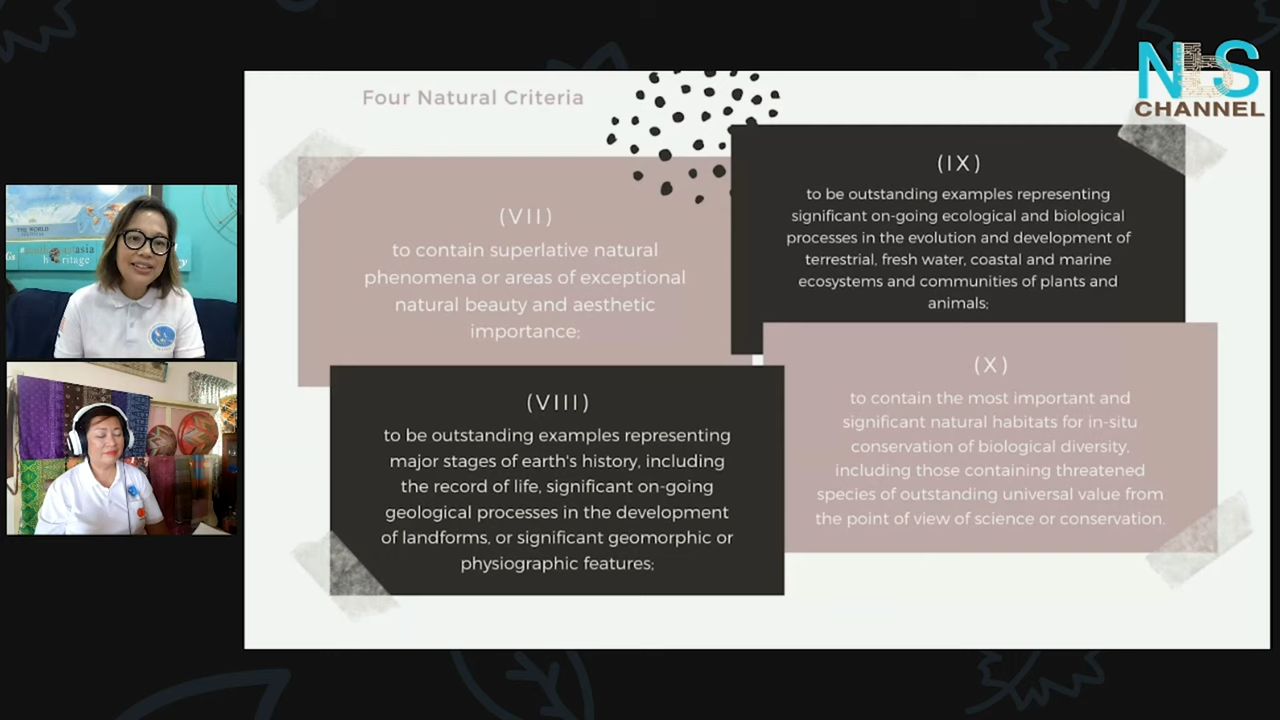 NHS
CHANNEL
Four Natural Criteria
(VII)
to contain superlative natural
phenomena or areas of exceptional
natural beauty and aesthetic
importance;
(VIII)
to be outstanding examples representing
major stages of earth's history, including
the record of life, significant on-going
geological processes in the development
of landforms, or significant geomorphic or
physiographic features;
(IX)
to be outstanding examples representing
significant on-going ecological and biological
processes in the evolution and development of
terrestrial, fresh water, coastal and marine
ecosystems and communities of plants and
animals;
(X)
to contain the most important and
significant natural habitats for in-situ
conservation of biological diversity,
including those containing threatened
species of outstanding universal value from
the point of view of science or conservation.
THE WORLD
heritage